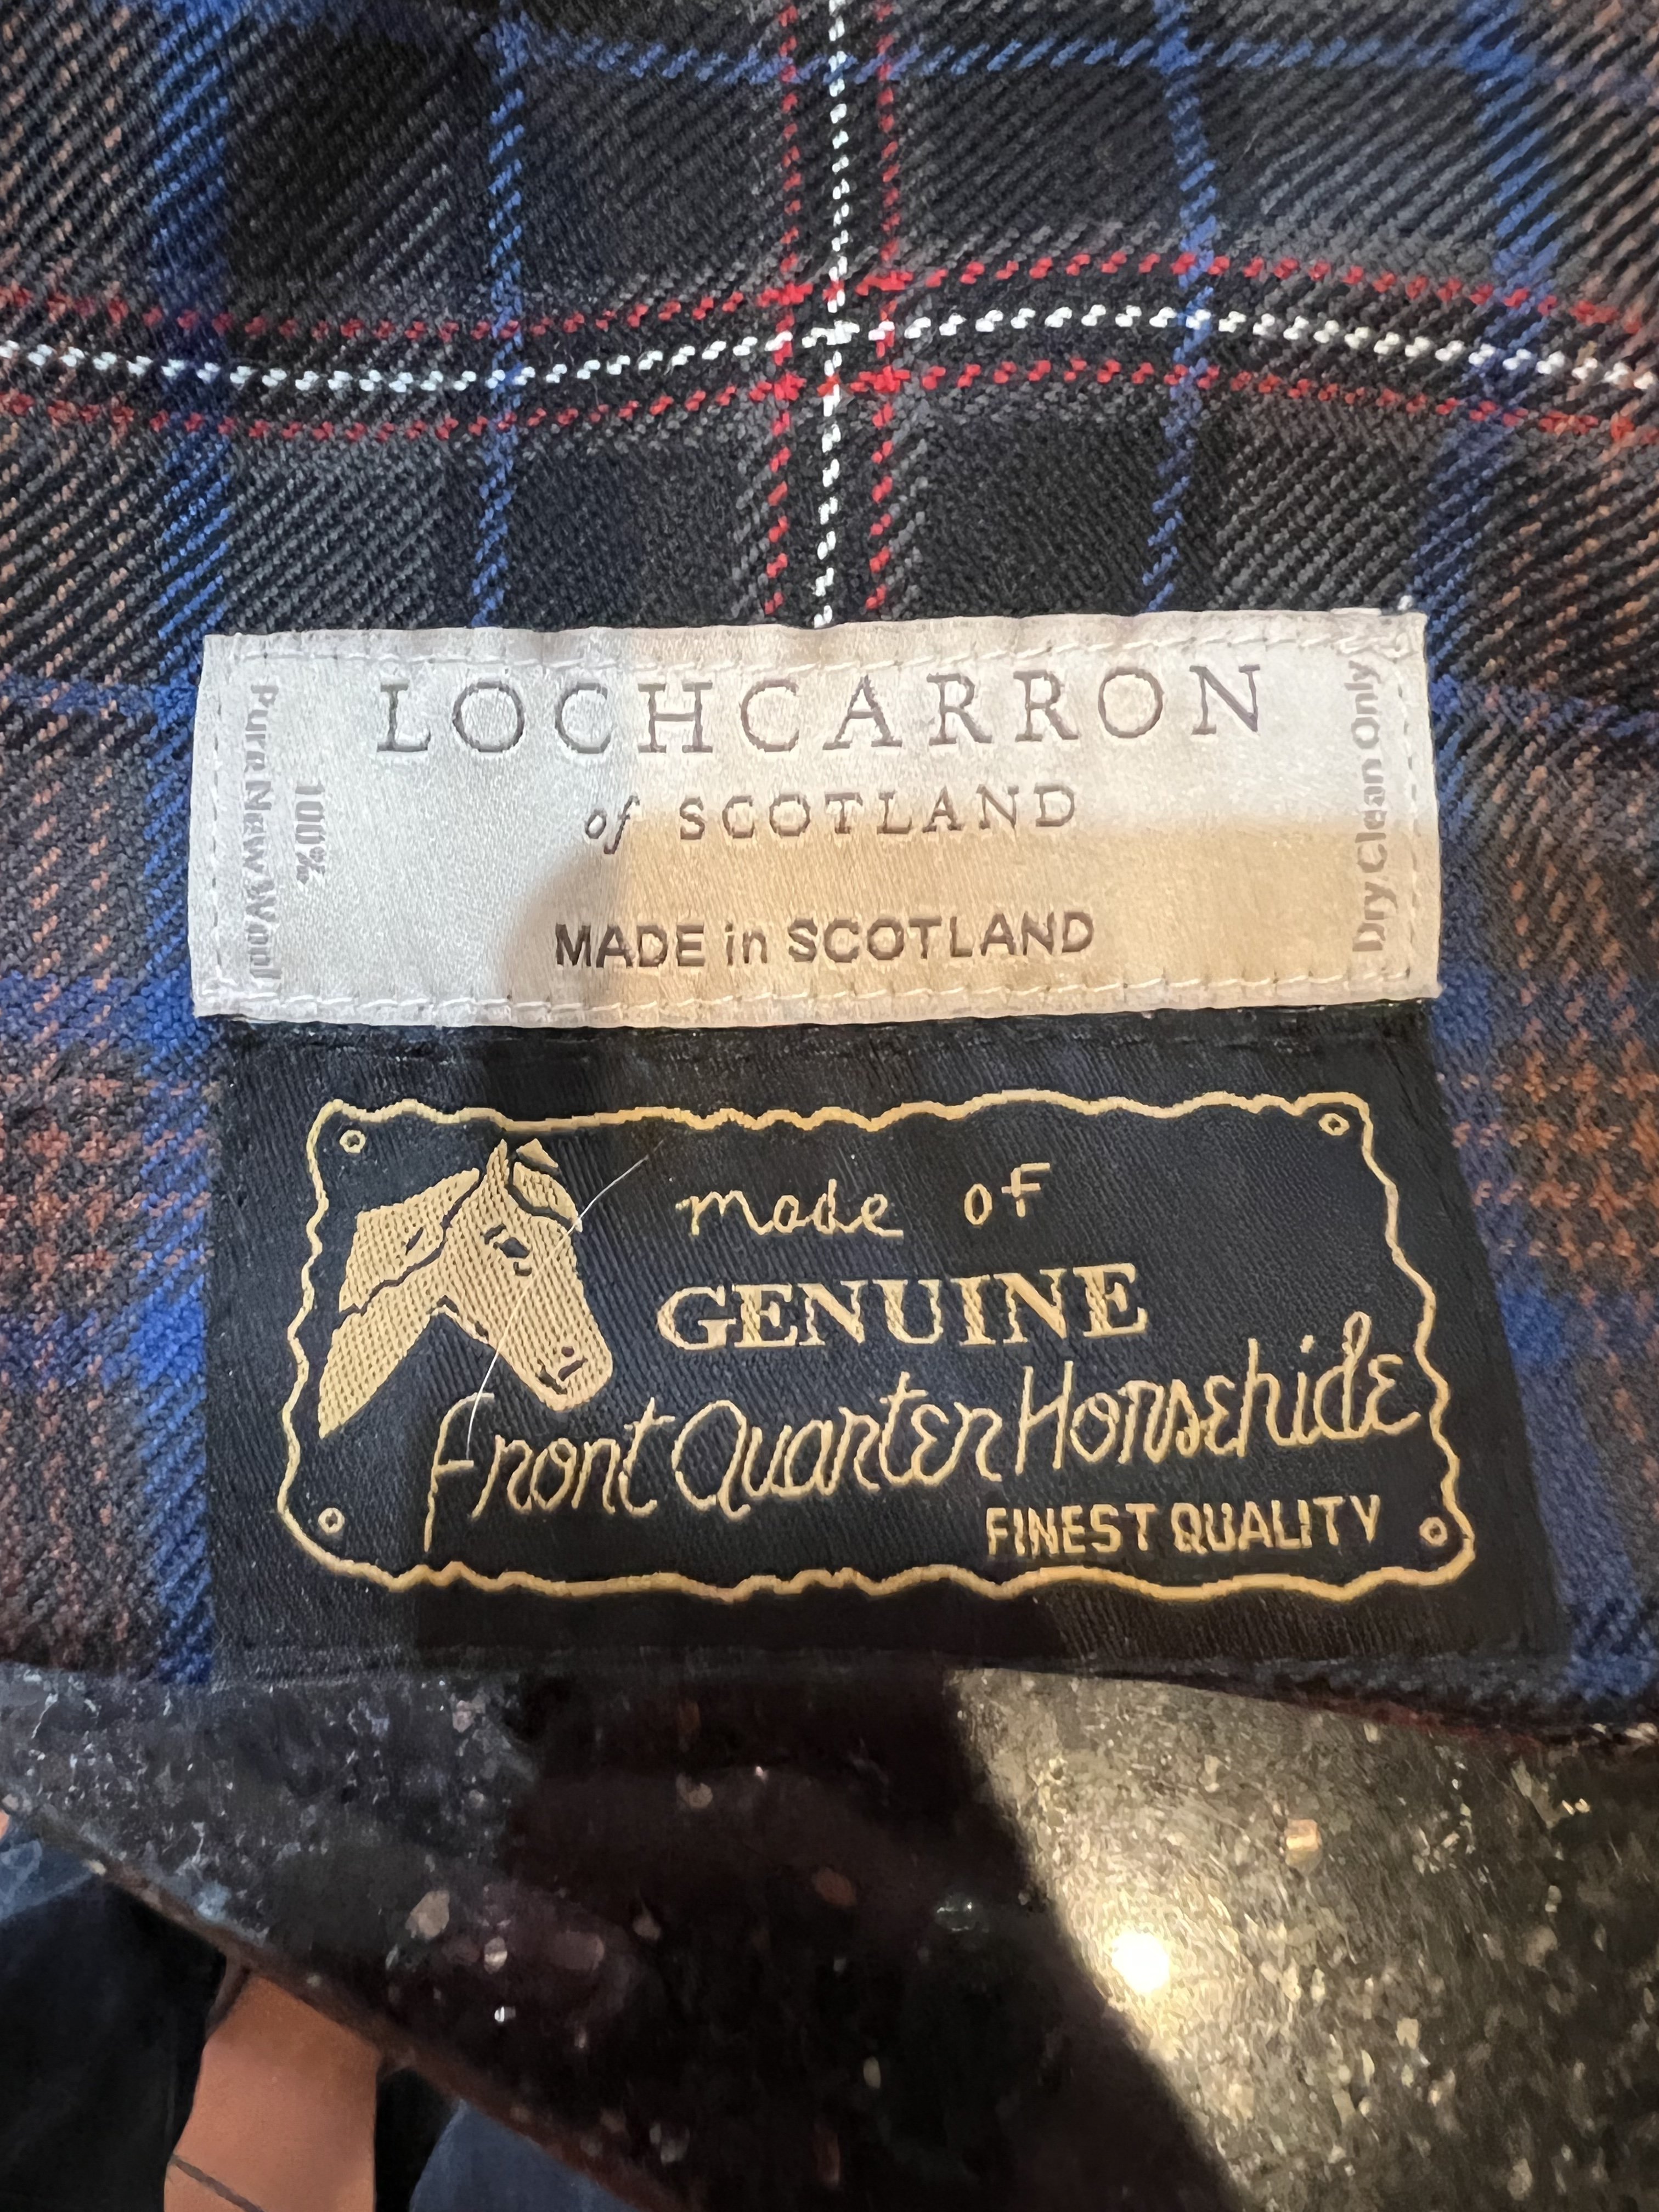 LOCHCARRON
of SCOTLAND
MADE in SCOTLAND
100%
Pure New Wool
Dry Clean Only
made of
GENUINE
Front Quarter Horsehide
FINEST QUALITY